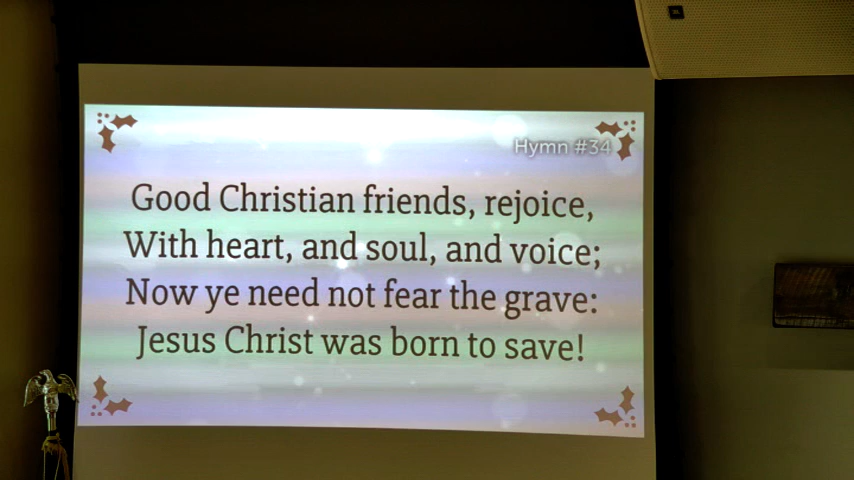 Hymn #34
Good Christian friends, rejoice,
With heart, and soul, and voice;
Now ye need not fear the grave:
Jesus Christ was born to save!